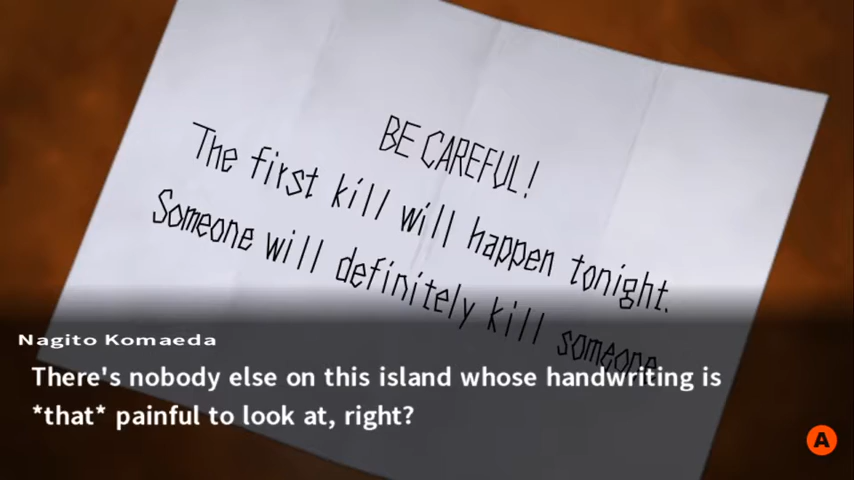 BE CAREFUL!
The first kill will happen tonight.
Someone will definitely kill someone.
Nagito Komaeda
There's nobody else on this island whose handwriting is
*that* painful to look at, right?
A